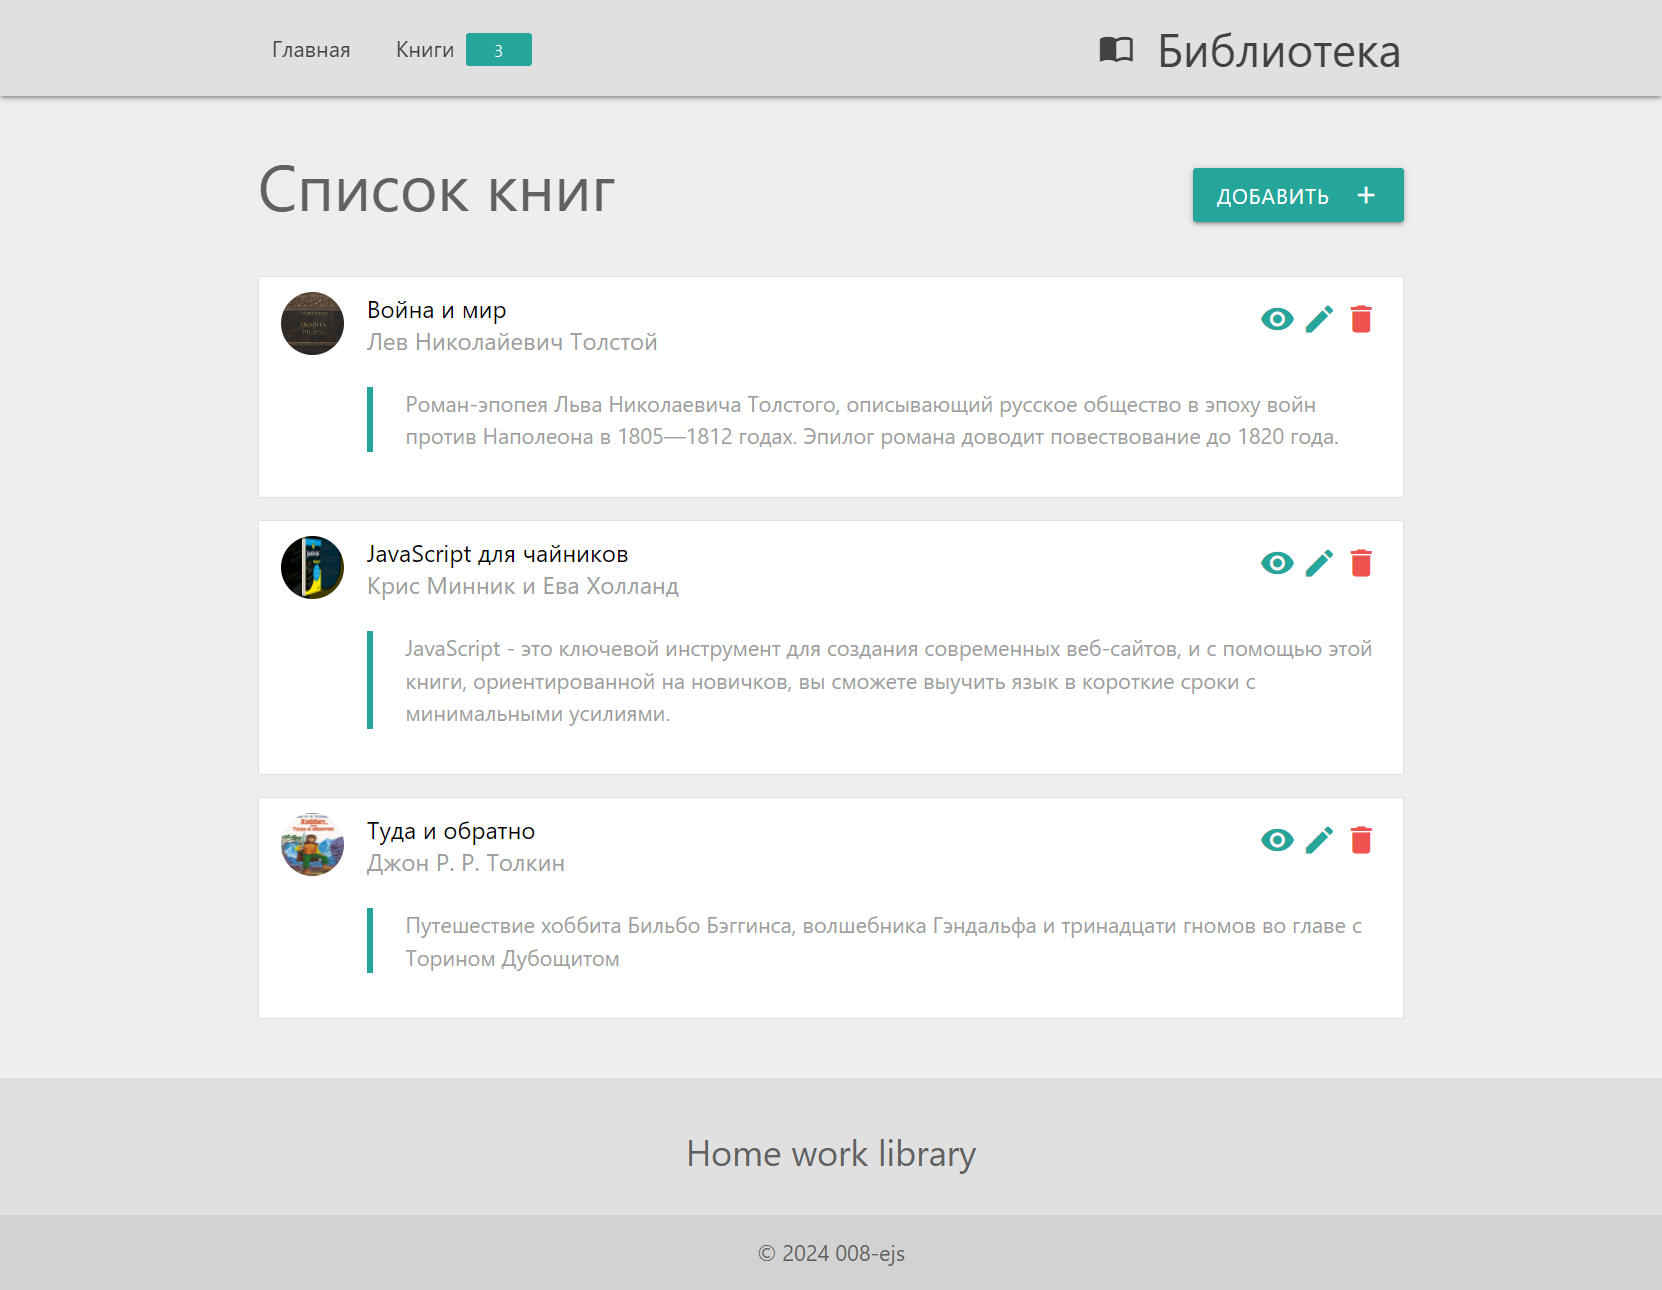 Главная Книги 3 Библиотека
Список книг
ДОБАВИТЬ
Война и мир
Лев Николайевич Толстой
Роман-эпопея Льва Николаевича Толстого, описывающий русское общество в эпоху войн
против Наполеона в 1805—1812 годах. Эпилог романа доводит повествование до 1820 года.
JavaScript для чайников
Крис Минник и Ева Холланд
JavaScript - это ключевой инструмент для создания современных веб-сайтов, и с помощью этой
книги, ориентированной на новичков, вы сможете выучить язык в короткие сроки с
минимальными усилиями.
Туда и обратно
Джон Р. Р. Толкин
Путешествие хоббита Бильбо Бэггинса, волшебника Гэндальфа и тринадцати гномов во главе с
Торином Дубощитом
Home work library
© 2024 008-ejs